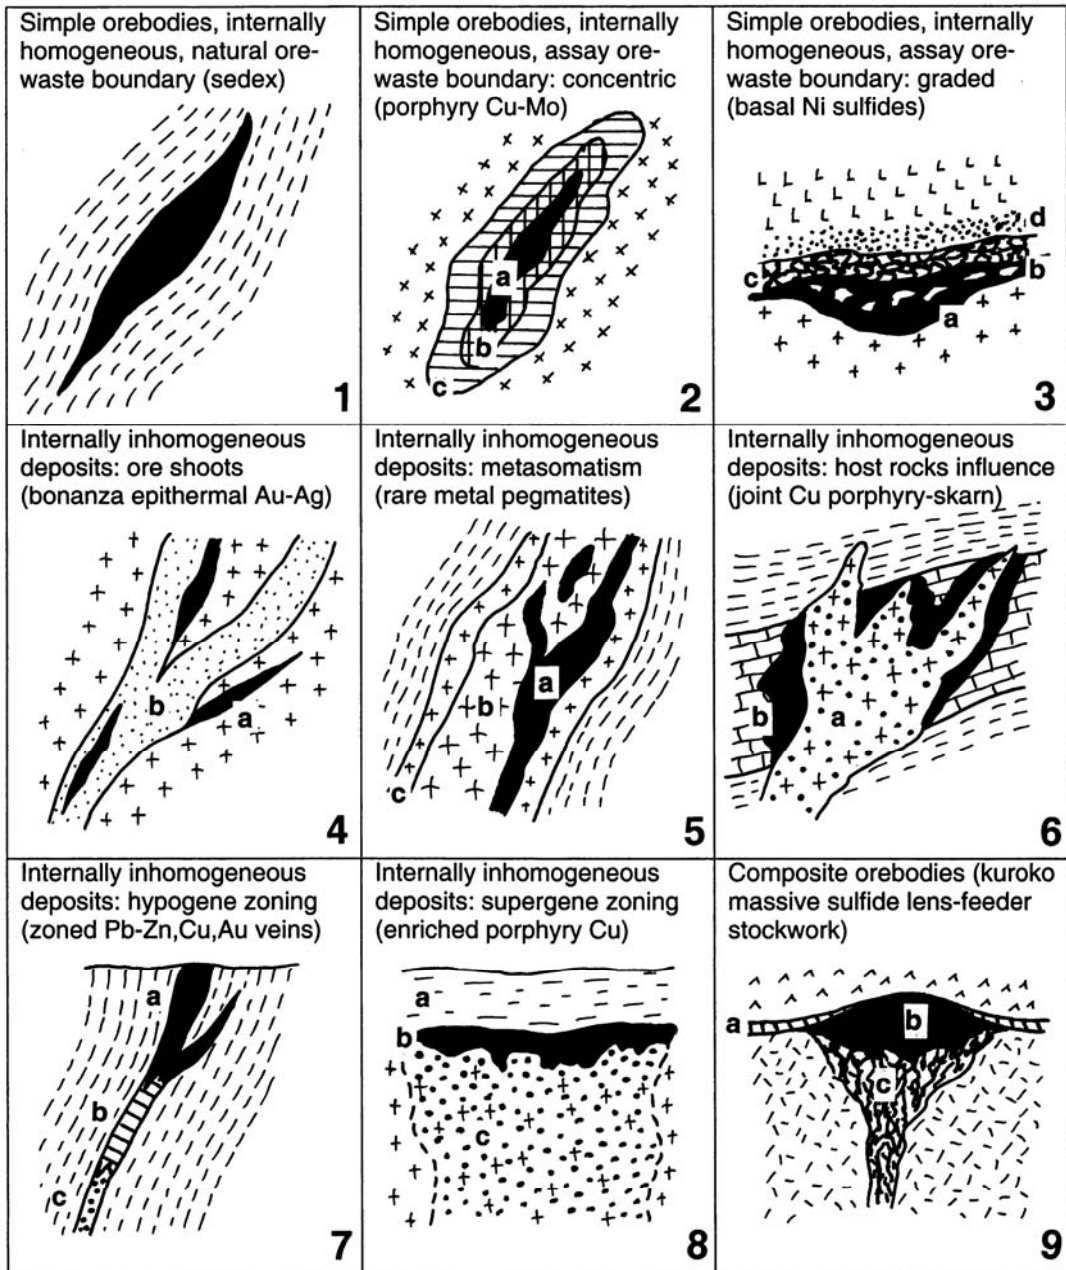 Simple orebodies, internally
homogeneous, natural ore-
waste boundary (sedex)
1
Simple orebodies, internally
homogeneous, assay ore-
waste boundary: concentric
(porphyry Cu-Mo)
a
b
c
2
Simple orebodies, internally
homogeneous, assay ore-
waste boundary: graded
(basal Ni sulfides)
d
c
b
a
3
Internally inhomogeneous
deposits: ore shoots
(bonanza epithermal Au-Ag)
b
a
4
Internally inhomogeneous
deposits: metasomatism
(rare metal pegmatites)
a
b
c
5
Internally inhomogeneous
deposits: host rocks influence
(joint Cu porphyry-skarn)
b
a
6
Internally inhomogeneous
deposits: hypogene zoning
(zoned Pb-Zn,Cu,Au veins)
a
b
c
7
Internally inhomogeneous
deposits: supergene zoning
(enriched porphyry Cu)
a
b
c
8
Composite orebodies (kuroko
massive sulfide lens-feeder
stockwork)
a
b
c
9